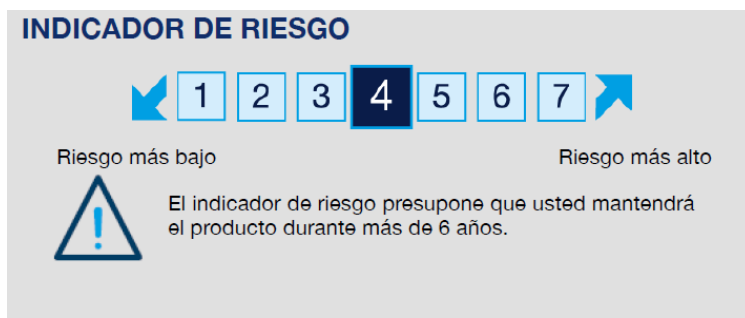 INDICADOR DE RIESGO
1 2 3 4 5 6 7
Riesgo más bajo Riesgo más alto
El indicador de riesgo presupone que usted mantendrá
el producto durante más de 6 años.